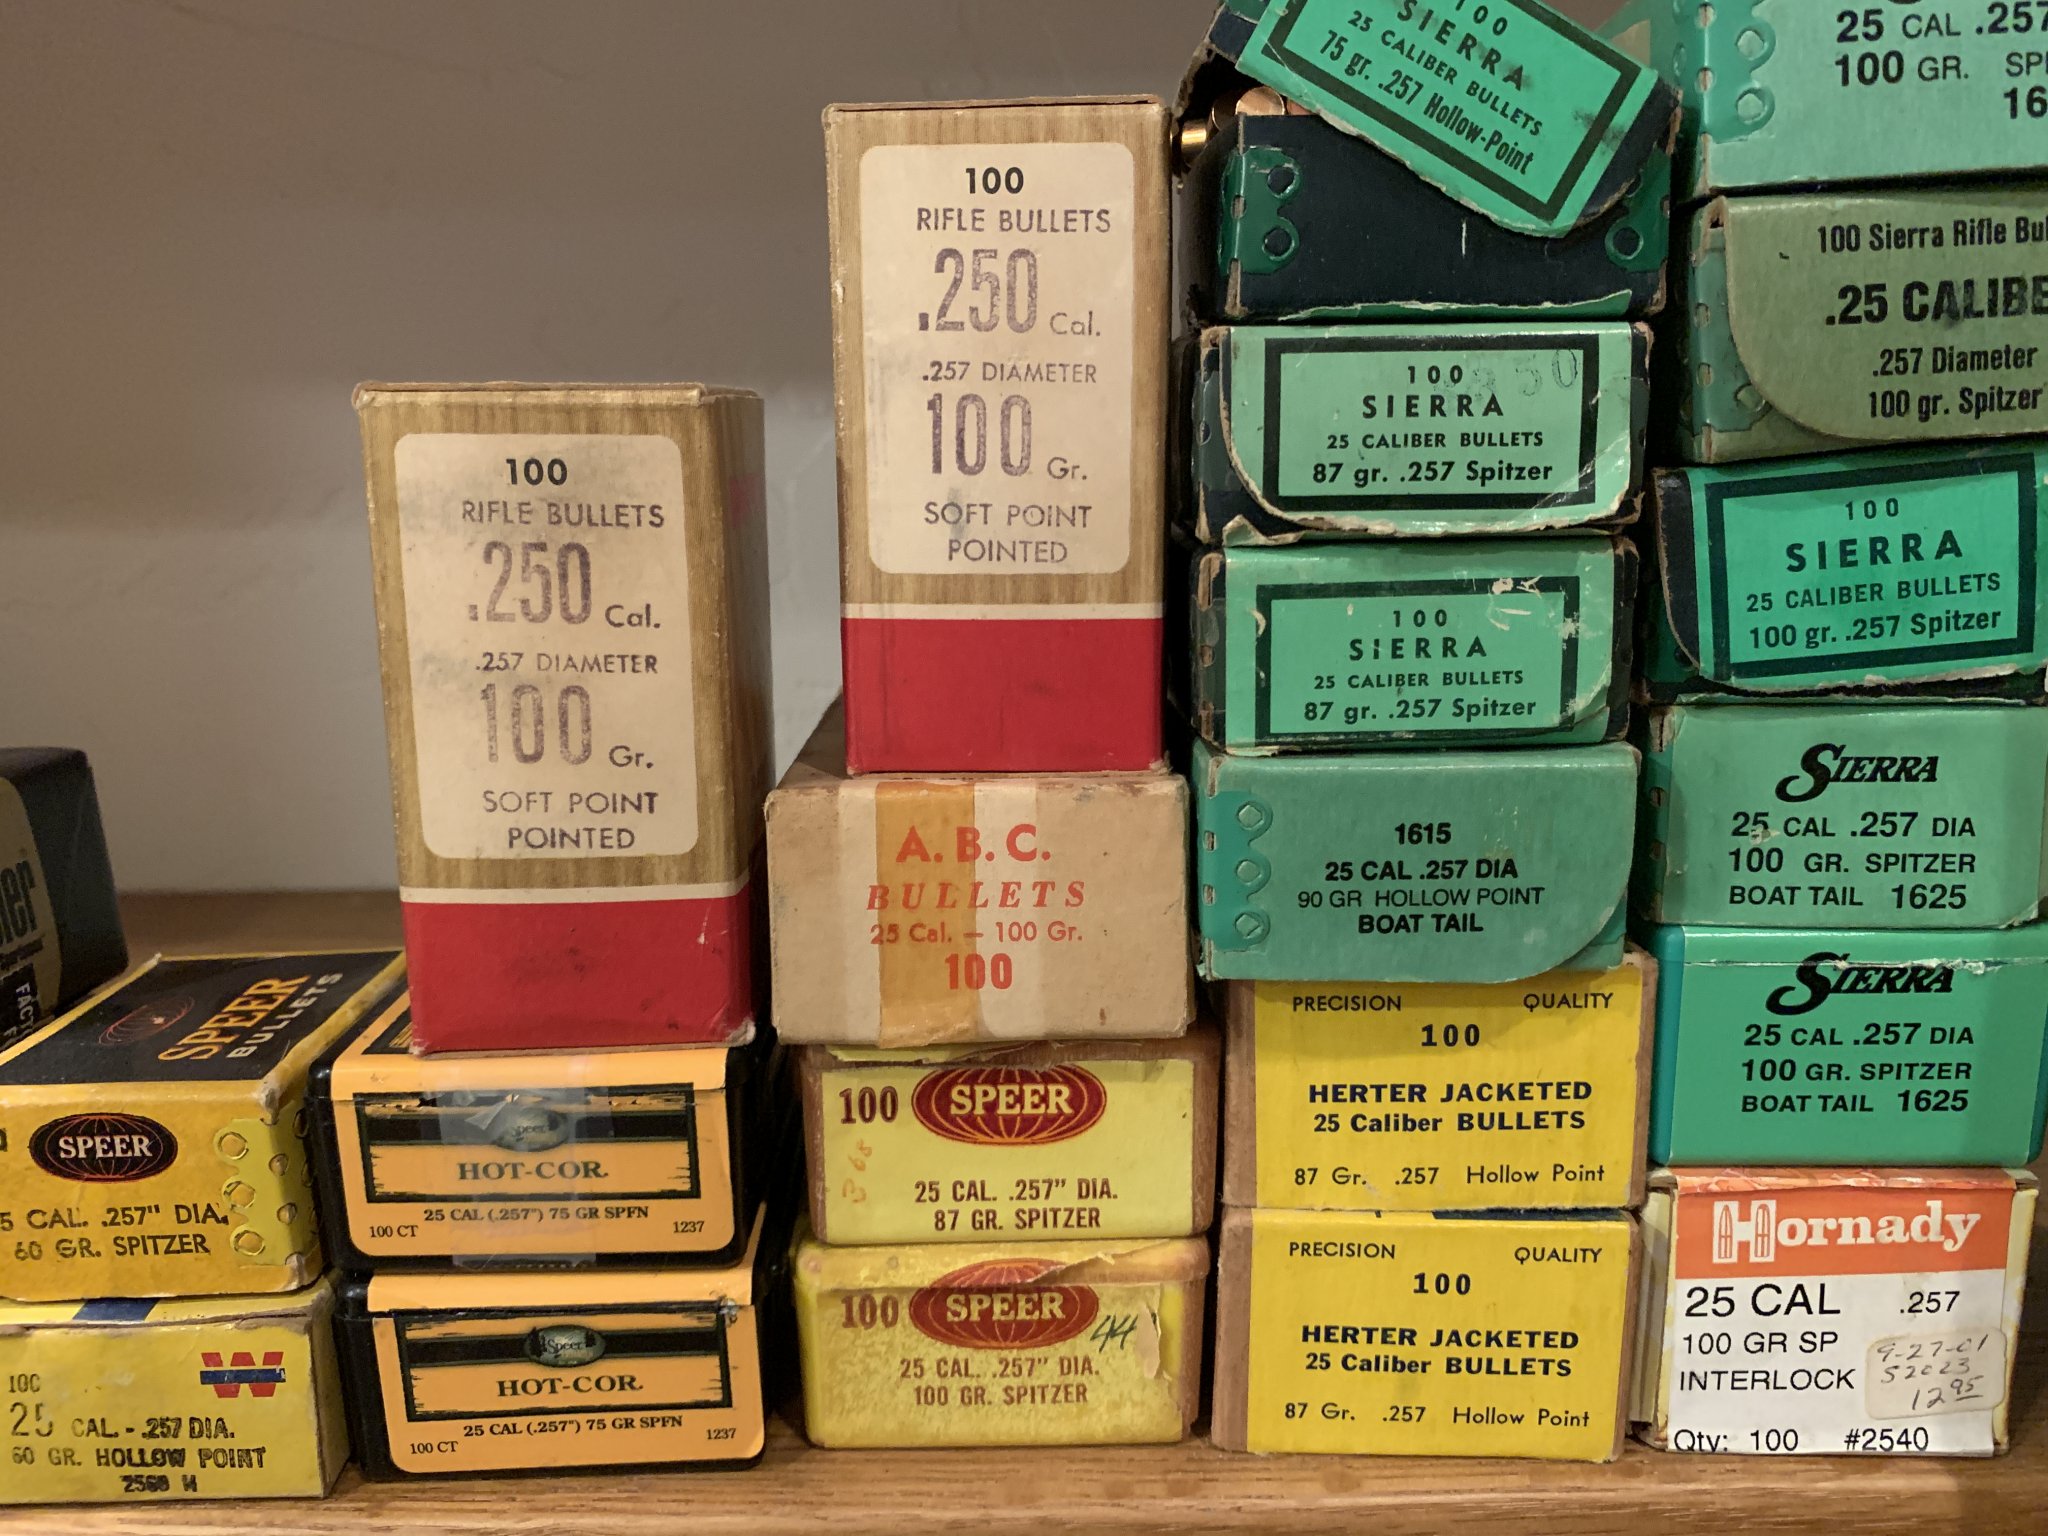 SPEER
BULLETS
SPEER
CAL. .257" DIA.
60 GR. SPITZER
25 CAL. - .257 DIA.
60 GR. HOLLOW POINT
100
RIFLE BULLETS
.250 Cal.
.257 DIAMETER
100 Gr.
SOFT POINT
POINTED
Speer
HOT-COR.
25 CAL (.257") 75 GR SPFN
100 CT
1237
Speer
HOT-COR.
25 CAL (.257") 75 GR SPFN
100 CT
1237
100
RIFLE BULLETS
.250 Cal.
.257 DIAMETER
100 Gr.
SOFT POINT
POINTED
A. B. C.
BULLETS
25 Cal. – 100 Gr.
100
100 SPEER
25 CAL. .257" DIA.
87 GR. SPITZER
100 SPEER
44
25 CAL. .257" DIA.
100 GR. SPITZER
100
SIERRA
25 CALIBER BULLETS
75 gr. .257 Hollow-Point
100
SIERRA
25 CALIBER BULLETS
87 gr. .257 Spitzer
100
SIERRA
25 CALIBER BULLETS
87 gr. .257 Spitzer
1615
25 CAL .257 DIA
90 GR HOLLOW POINT
BOAT TAIL
PRECISION QUALITY
100
HERTER JACKETED
25 Caliber BULLETS
87 Gr. .257 Hollow Point
PRECISION QUALITY
100
HERTER JACKETED
25 Caliber BULLETS
87 Gr. .257 Hollow Point
25 CAL .257
100 GR.
100 Sierra Rifle
.25
.257 Diameter
100 gr. Spitzer
100
SIERRA
25 CALIBER BULLETS
100 gr. .257 Spitzer
SIERRA
25 CAL .257 DIA
100 GR. SPITZER
BOAT TAIL 1625
SIERRA
25 CAL .257 DIA
100 GR. SPITZER
BOAT TAIL 1625
Hornady
25 CAL .257
100 GR SP
INTERLOCK
9-27-01
52023
12 95
Qty: 100 #2540